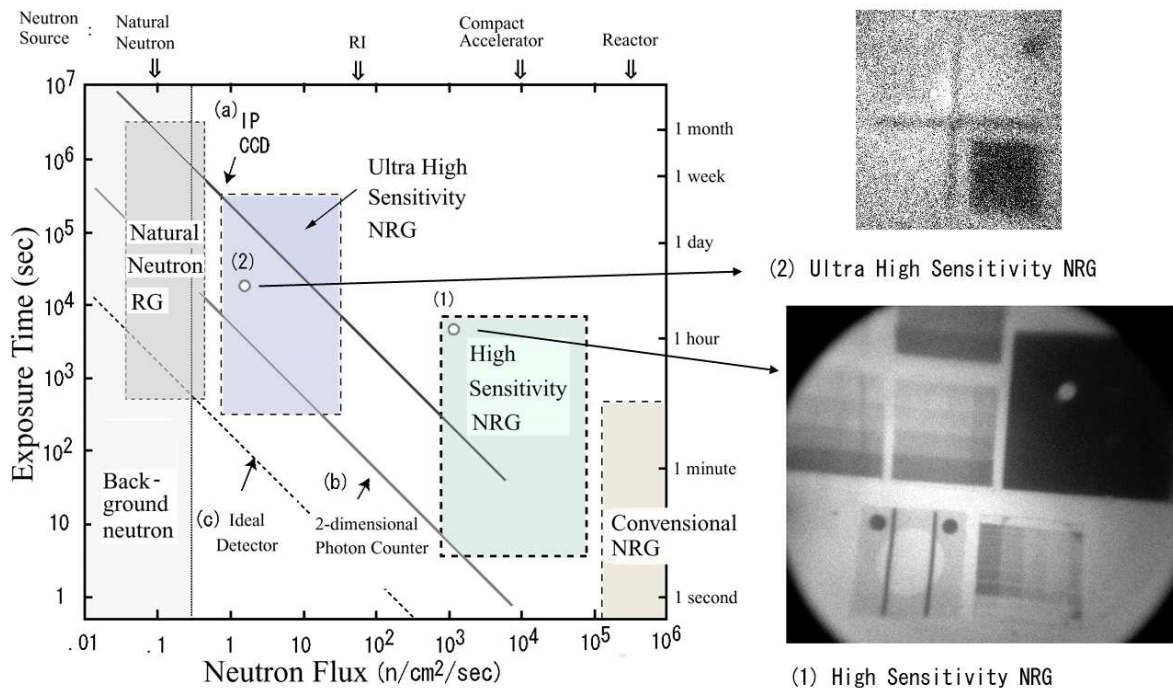 Neutron Source :
Natural Neutron
RI
Compact Accelerator
Reactor
10^7
10^6
10^5
10^4
10^3
10^2
10
1
Exposure Time (sec)
(a) IP
CCD
Ultra High
Sensitivity
NRG
Natural
Neutron
RG
(2)
(1)
High
Sensitivity
NRG
Back-
ground
neutron
(c) Ideal
Detector
(b)
2-dimensional
Photon Counter
Convensional
NRG
1 month
1 week
1 day
1 hour
1 minute
1 second
.01 .1 1 10 10^2 10^3 10^4 10^5 10^6
Neutron Flux (n/cm²/sec)
(2) Ultra High Sensitivity NRG
(1) High Sensitivity NRG